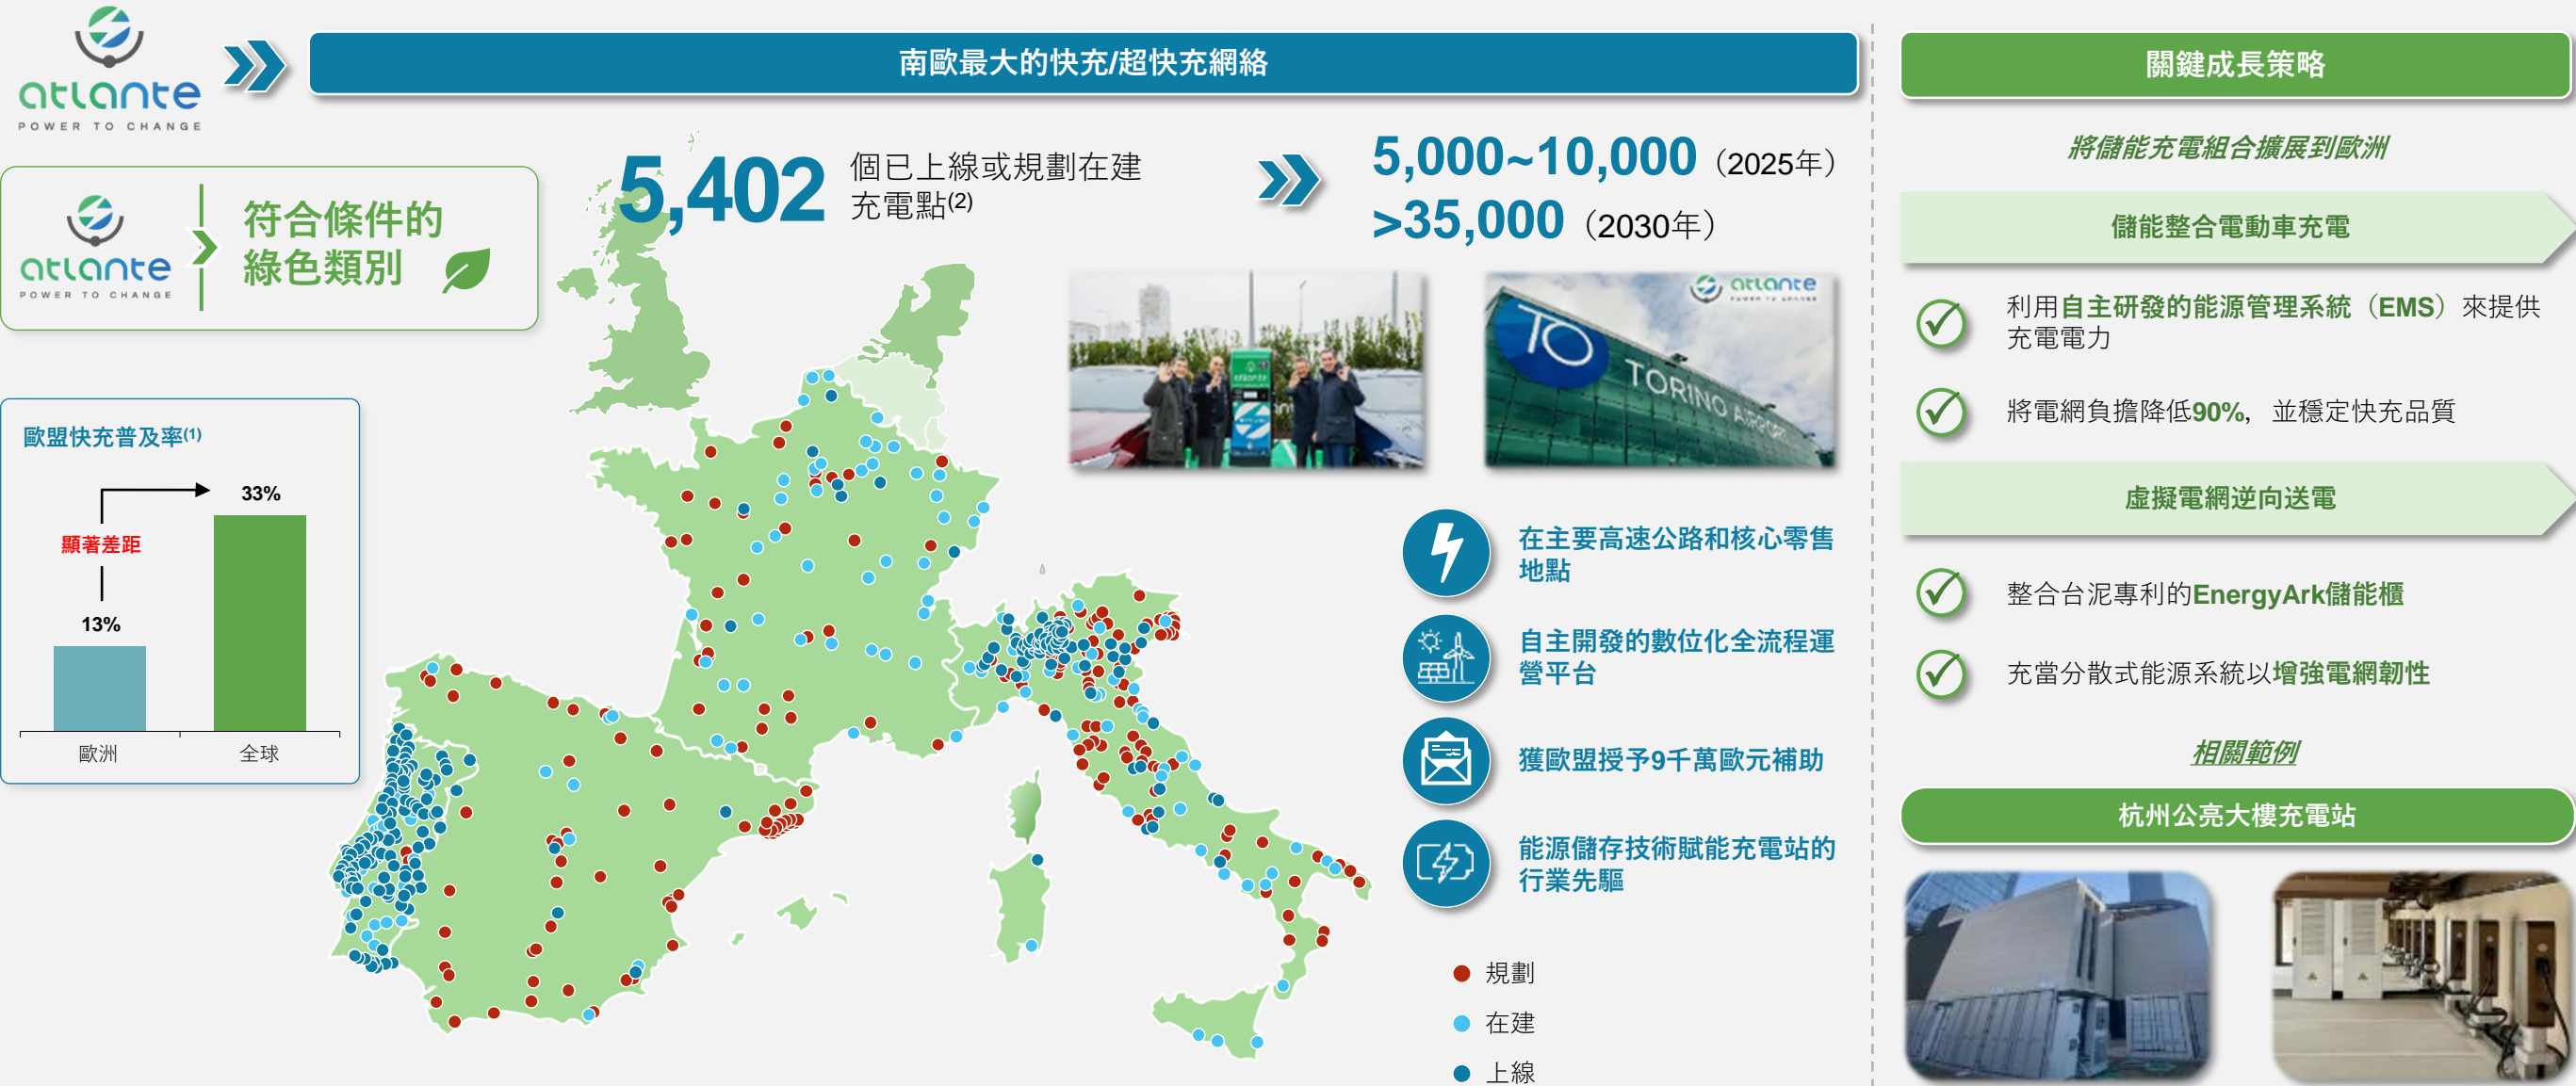 atlante
POWER TO CHANGE
南歐最大的快充/超快充網絡
atlante
POWER TO CHANGE
符合條件的
綠色類別
5,402
個已上線或規劃在建
充電點(2)
5,000~10,000（2025年）
>35,000（2030年）
atlante
atlante
POWER TO CHANGE
TO
TORINO AIRPORT
歐盟快充普及率(1)
33%
顯著差距
13%
歐洲
全球
在主要高速公路和核心零售
地點
自主開發的數位化全流程運
營平台
獲歐盟授予9千萬歐元補助
能源儲存技術賦能充電站的
行業先驅
規劃
在建
上線
關鍵成長策略
將儲能充電組合擴展到歐洲
儲能整合電動車充電
利用自主研發的能源管理系統（EMS）來提供
充電電力
將電網負擔降低90%，並穩定快充品質
虛擬電網逆向送電
整合台泥專利的EnergyArk儲能櫃
充當分散式能源系統以增強電網韌性
相關範例
杭州公亮大樓充電站